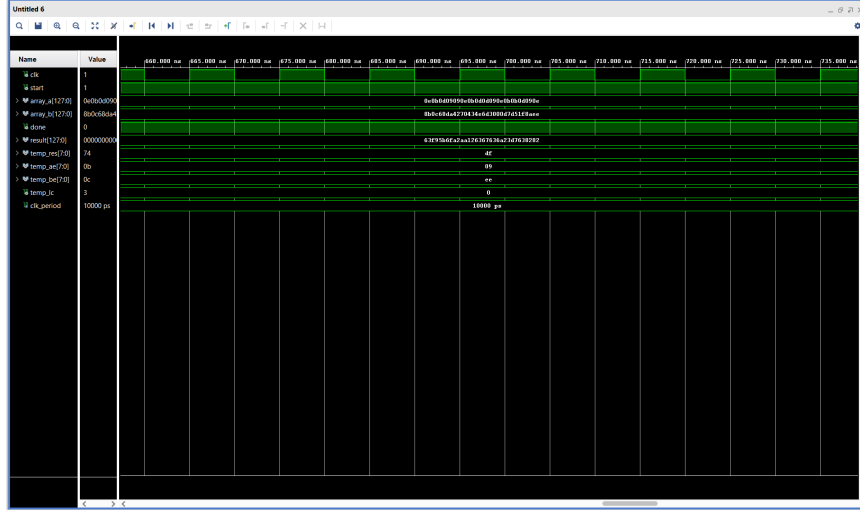 Untitled 6
Name Value
660.000 ns 665.000 ns 670.000 ns 675.000 ns 680.000 ns 685.000 ns 690.000 ns 695.000 ns 700.000 ns 705.000 ns 710.000 ns 715.000 ns 720.000 ns 725.000 ns 730.000 ns 735.000 ns
clk 1
start 1
array_a[127:0] 0e0b0d090 0e0b0d09090e0b0d0d090e0b0b0d090e
array_b[127:0] 8b0c68da4 8b0c68da4270434e6d3000d7d51f8aee
done 0
result[127:0] 000000000
temp_res[7:0] 74 4f
temp_ae[7:0] 0b 09
temp_be[7:0] 0c ee
temp_lc 3 0
clk_period 10000 ps 10000 ps